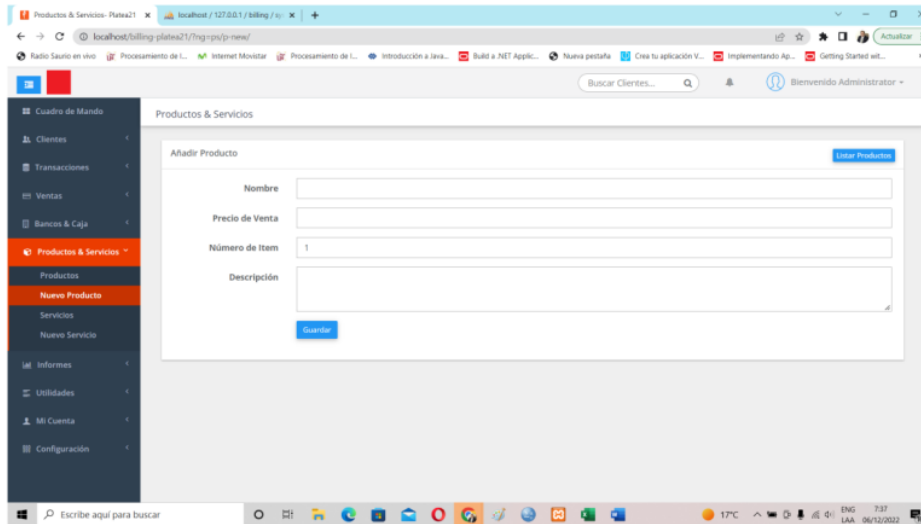 Productos & Servicios- Platea21
localhost / 127.0.0.1 / billing / sy
localhost/billing-platea21/?ng=ps/p-new/
Actualizar
Radio Saurio en vivo
Procesamiento de l...
Internet Movistar
Procesamiento de l...
Introducción a Java...
Build a .NET Applic...
Nueva pestaña
Crea tu aplicación V...
Implementando Ap...
Getting Started wit...
Buscar Clientes...
Bienvenido Administrator
Cuadro de Mando
Clientes
Transacciones
Ventas
Bancos & Caja
Productos & Servicios
Productos
Nuevo Producto
Servicios
Nuevo Servicio
Informes
Utilidades
Mi Cuenta
Configuración
Productos & Servicios
Añadir Producto
Listar Productos
Nombre
Precio de Venta
Número de Item
1
Descripción
Guardar
Escribe aquí para buscar
17°C
ENG
LAA
7:37
06/12/2022